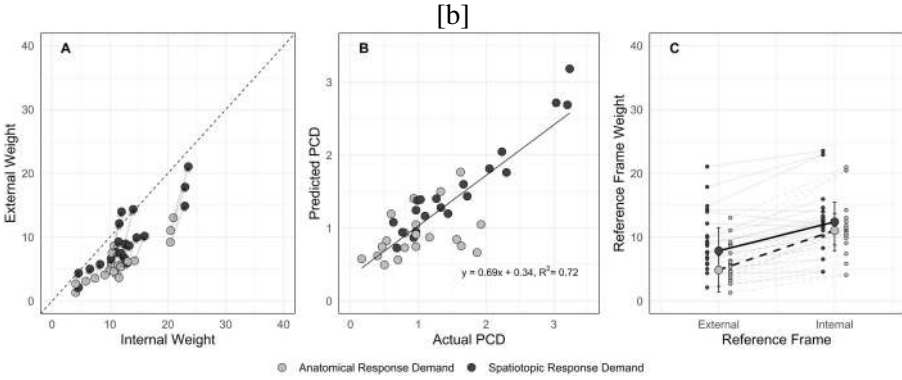 [b]
A
B
C
40
30
20
10
0
External Weight
0 10 20 30 40
Internal Weight
3
2
1
0
Predicted PCD
y = 0.69x + 0.34, R²= 0.72
0 1 2 3
Actual PCD
40
30
20
10
0
Reference Frame Weight
External Internal
Reference Frame
Anatomical Response Demand Spatiotopic Response Demand